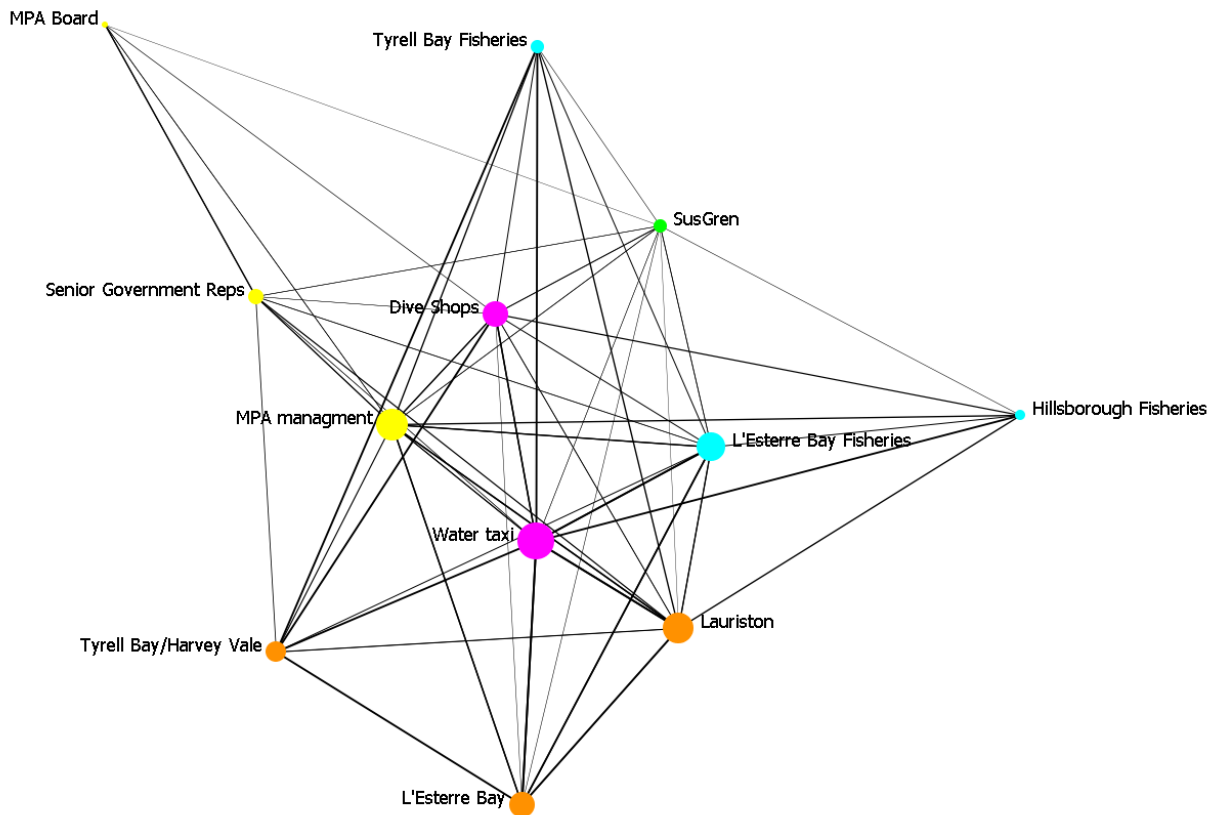 MPA Board
Tyrell Bay Fisheries
SusGren
Senior Government Reps
Dive Shops
MPA managment
Hillsborough Fisheries
L'Esterre Bay Fisheries
Water taxi
Lauriston
Tyrell Bay/Harvey Vale
L'Esterre Bay